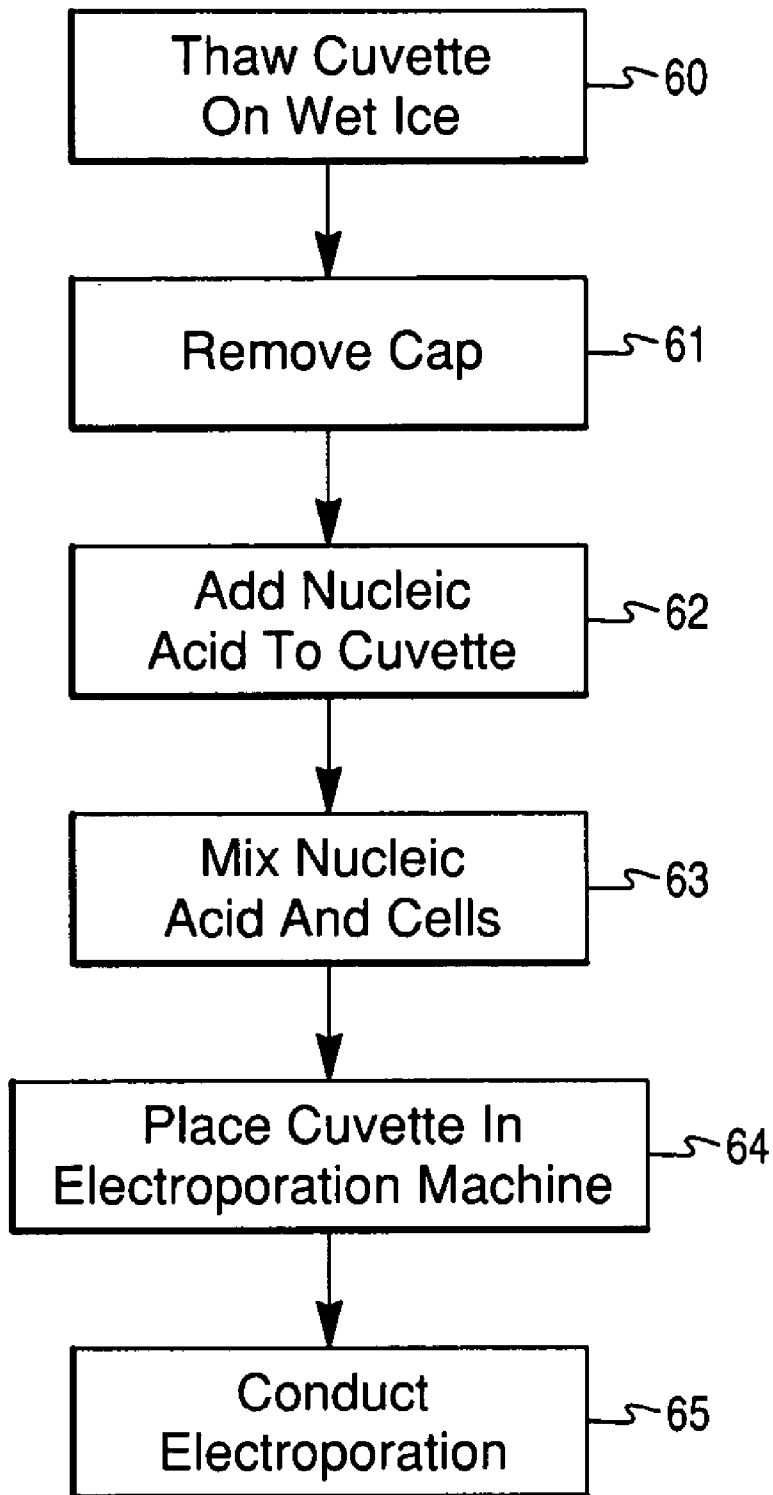 Thaw Cuvette
On Wet Ice
60
Remove Cap
61
Add Nucleic
Acid To Cuvette
62
Mix Nucleic
Acid And Cells
63
Place Cuvette In
Electroporation Machine
64
Conduct
Electroporation
65